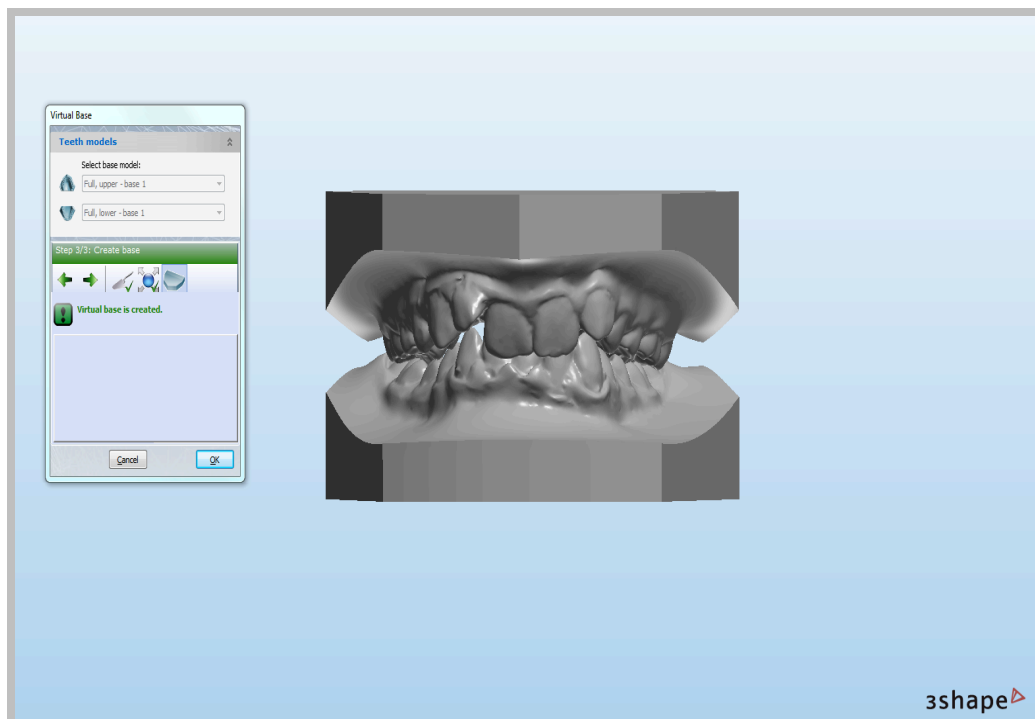 Virtual Base
Teeth models
Select base model:
Full, upper - base 1
Full, lower - base 1
Step 3/3: Create base
Virtual base is created.
Cancel
OK
3shape